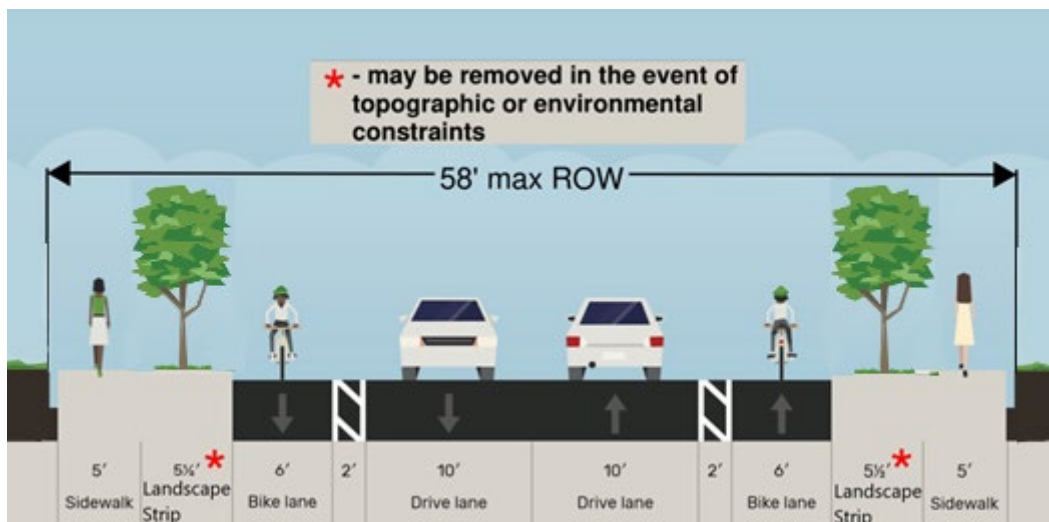 * - may be removed in the event of
topographic or environmental
constraints
58' max ROW
5' 5½' * 6' 2' 10' 10' 2' 6' 5½' * 5'
Sidewalk Landscape Strip Bike lane Drive lane Drive lane Bike lane Landscape Strip Sidewalk